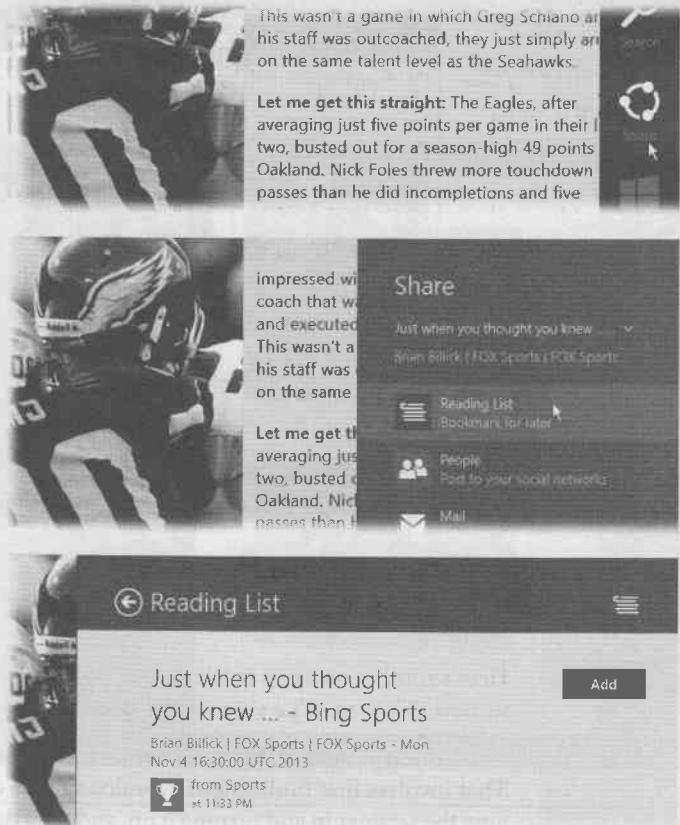 This wasn't a game in which Greg Schiano
his staff was outcoached, they just simply
on the same talent level as the Seahawks.
Search
Let me get this straight: The Eagles, after
averaging just five points per game in their
two, busted out for a season-high 49 points
Share
Oakland. Nick Foles threw more touchdown
passes than he did incompletions and five
impressed
coach that
and executed
This wasn't a
his staff was
on the same
Let me get
averaging
two, busted
Oakland.
passes than
Share
Just when you thought you knew ...
Brian Billick | FOX Sports | FOX Sports
Reading List
Bookmark for later
People
Post to your social networks
Mail
Riddell
Reading List
Just when you thought
you knew ... - Bing Sports
Add
Brian Billick | FOX Sports | FOX Sports - Mon
Nov 4 16:30:00 UTC 2013
from Sports
at 11:33 PM